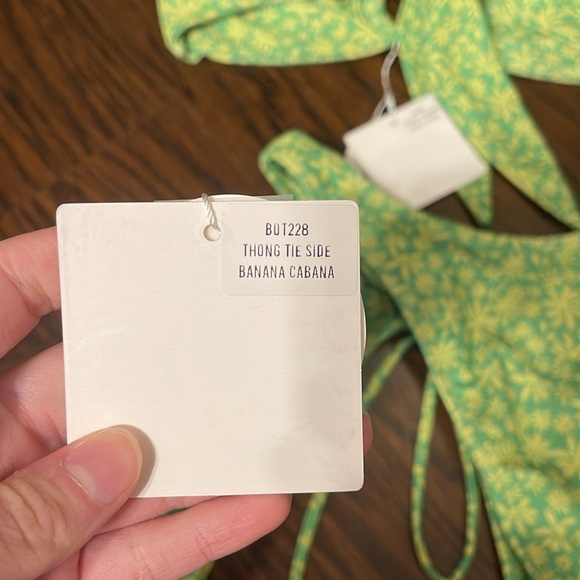 BOT228
THONG TIE SIDE
BANANA CABANA